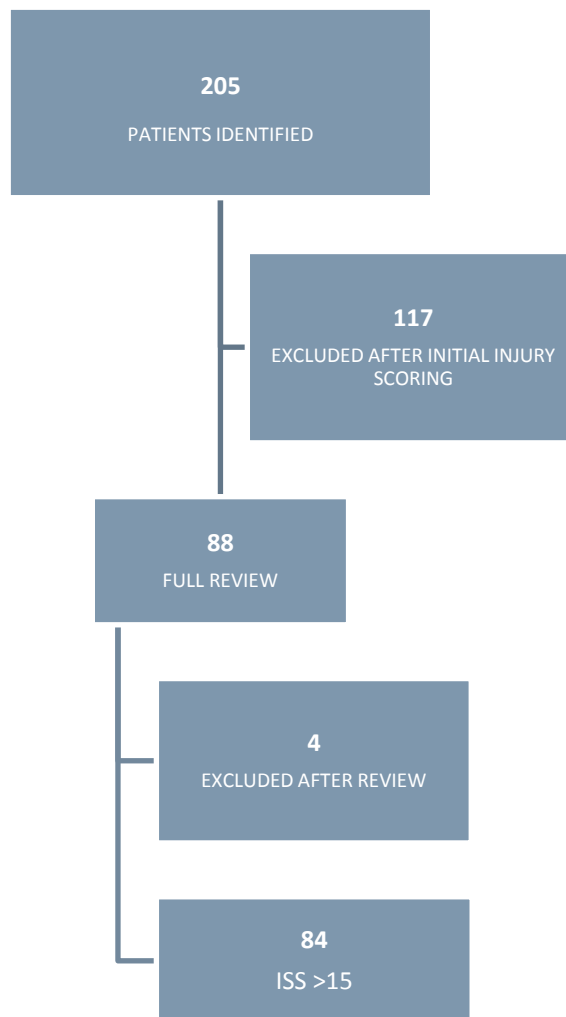 205
PATIENTS IDENTIFIED
117
EXCLUDED AFTER INITIAL INJURY
SCORING
88
FULL REVIEW
4
EXCLUDED AFTER REVIEW
84
ISS >15